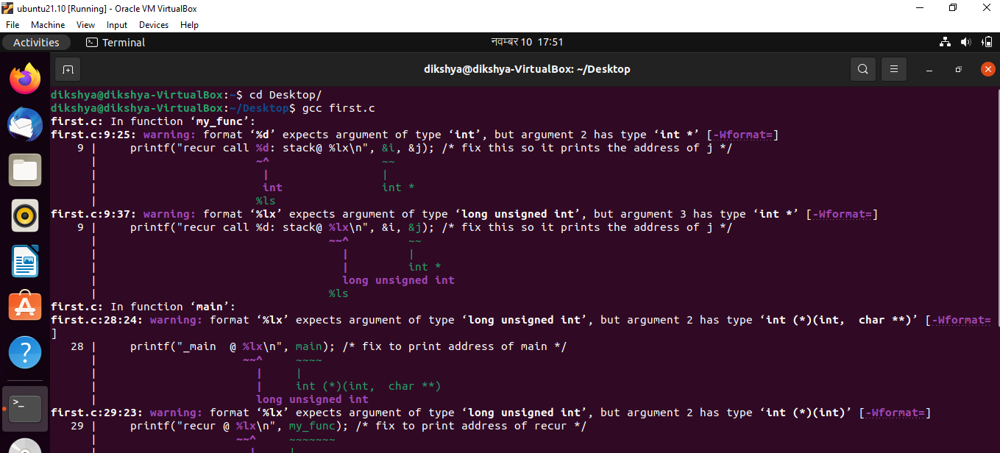 ubuntu21.10 [Running] - Oracle VM VirtualBox
File Machine View Input Devices Help
Activities Terminal नवम्बर 10 17:51
dikshya@dikshya-VirtualBox: ~/Desktop
dikshya@dikshya-VirtualBox:~$ cd Desktop/
dikshya@dikshya-VirtualBox:~/Desktop$ gcc first.c
first.c: In function ‘my_func’:
first.c:9:25: warning: format ‘%d’ expects argument of type ‘int’, but argument 2 has type ‘int *’ [-Wformat=]
    9 |     printf("recur call %d: stack@ %lx\n", &i, &j); /* fix this so it prints the address of j */
      |                        ~^                 ~~
      |                         |                 |
      |                         int               int *
      |                        %ls
first.c:9:37: warning: format ‘%lx’ expects argument of type ‘long unsigned int’, but argument 3 has type ‘int *’ [-Wformat=]
    9 |     printf("recur call %d: stack@ %lx\n", &i, &j); /* fix this so it prints the address of j */
      |                                   ~~^         ~~
      |                                     |         |
      |                                     |         int *
      |                                     long unsigned int
      |                                   %ls
first.c: In function ‘main’:
first.c:28:24: warning: format ‘%lx’ expects argument of type ‘long unsigned int’, but argument 2 has type ‘int (*)(int,  char **)’ [-Wformat=
]
   28 |     printf("_main  @ %lx\n", main); /* fix to print address of main */
      |                      ~~^     ~~~~
      |                        |     |
      |                        |     int (*)(int,  char **)
      |                        long unsigned int
first.c:29:23: warning: format ‘%lx’ expects argument of type ‘long unsigned int’, but argument 2 has type ‘int (*)(int)’ [-Wformat=]
   29 |     printf("recur @ %lx\n", my_func); /* fix to print address of recur */
      |                     ~~^     ~~~~~~~
      |                       |     |